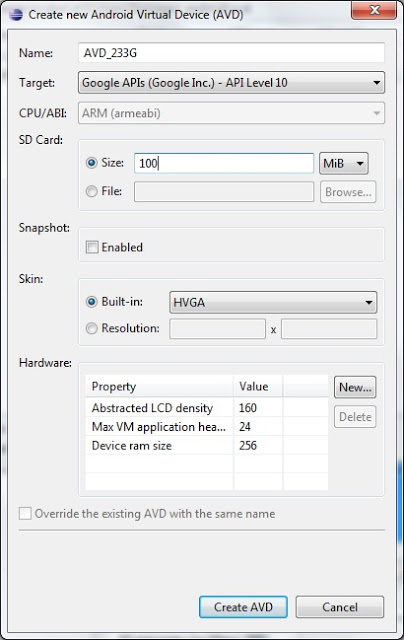 Create new Android Virtual Device (AVD)
Name: AVD_233G
Target: Google APIs (Google Inc.) - API Level 10
CPU/ABI: ARM (armeabi)
SD Card:
Size: 100 MiB
File: Browse...
Snapshot:
Enabled
Skin:
Built-in: HVGA
Resolution: x
Hardware:
Property Value New...
Abstracted LCD density 160
Delete
Max VM application hea... 24
Device ram size 256
Override the existing AVD with the same name
Create AVD Cancel